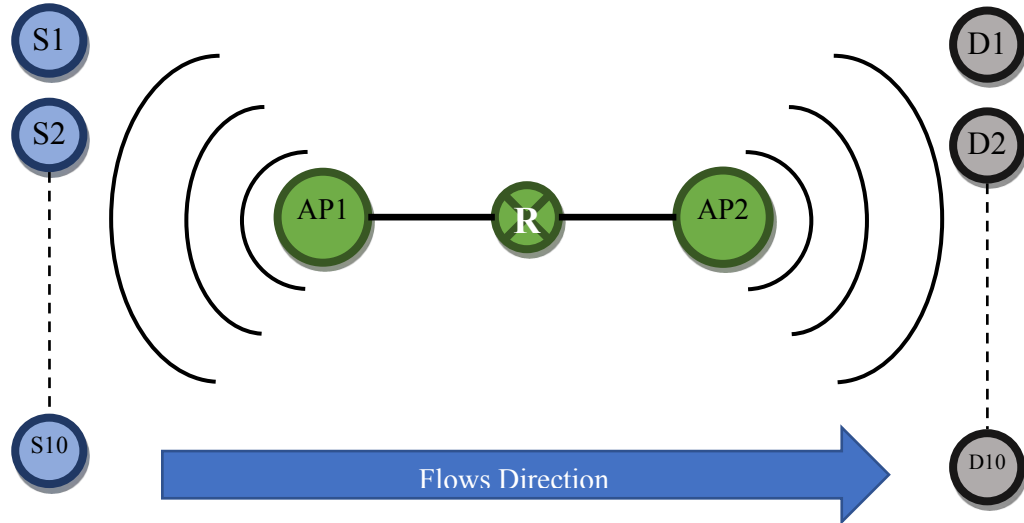 S1
D1
S2
D2
AP1
R
AP2
S10
D10
Flows Direction